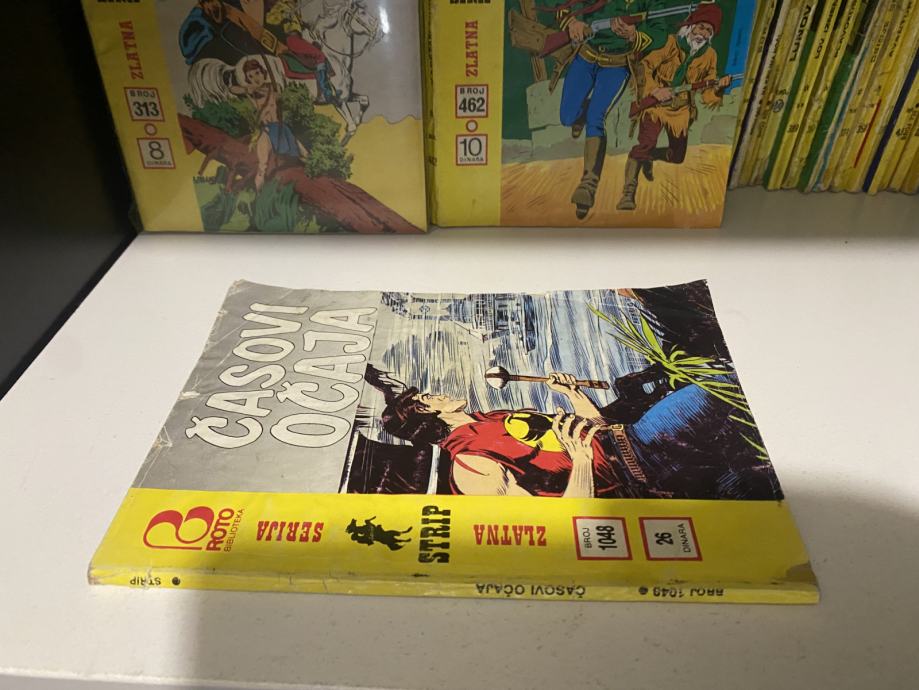 ZLATNA
BROJ
313
8
DINARA
ZLATNA
BROJ
462
10
DINARA
ČASOVI
OČAJA
ROTO
BIBLIOTEKA
SERIJA
STRIP
ZLATNA
BROJ
1048
26
DINARA
STRIP
ČASOVI OČAJA
BROJ 1048